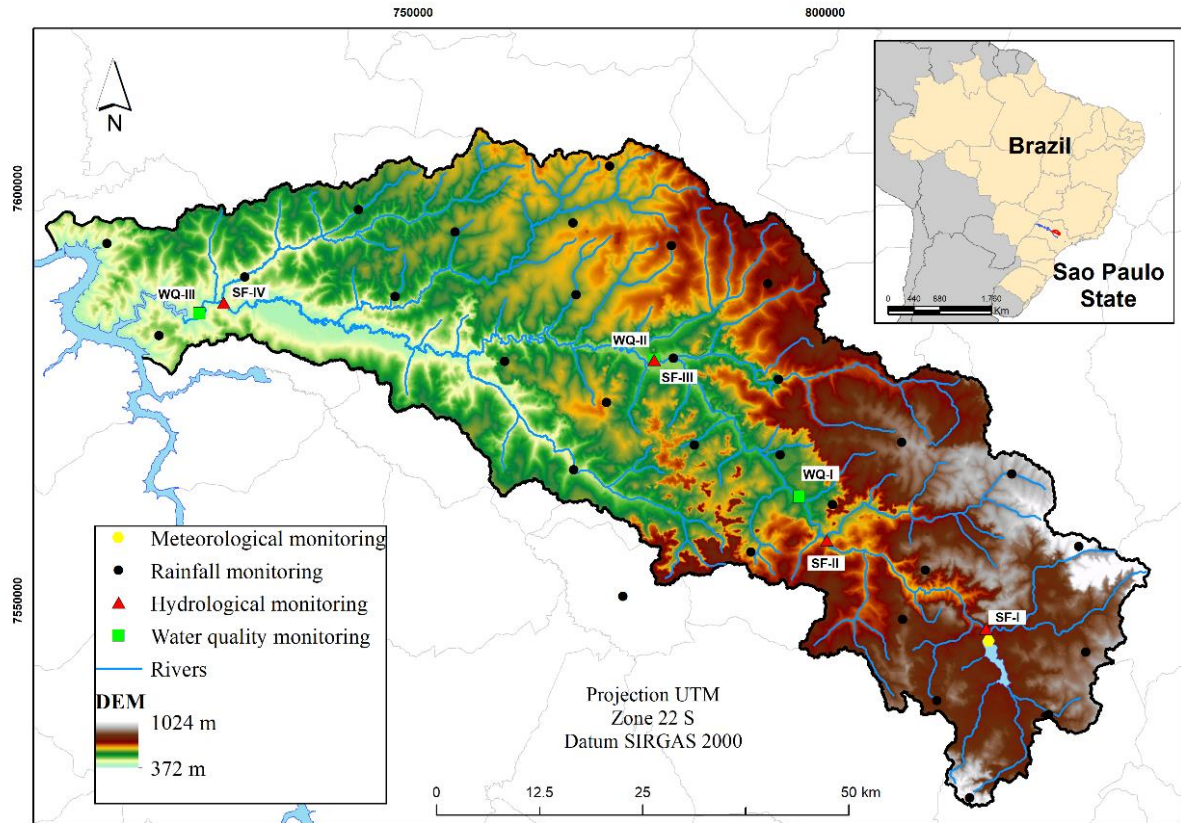 750000
800000
7600000
7550000
N
Brazil
Sao Paulo
State
0 440 880 1,760
Km
WQ-III
SF-IV
WQ-II
SF-III
WQ-I
SF-II
SF-I
Meteorological monitoring
Rainfall monitoring
Hydrological monitoring
Water quality monitoring
Rivers
DEM
1024 m
372 m
Projection UTM
Zone 22 S
Datum SIRGAS 2000
0 12.5 25 50 km